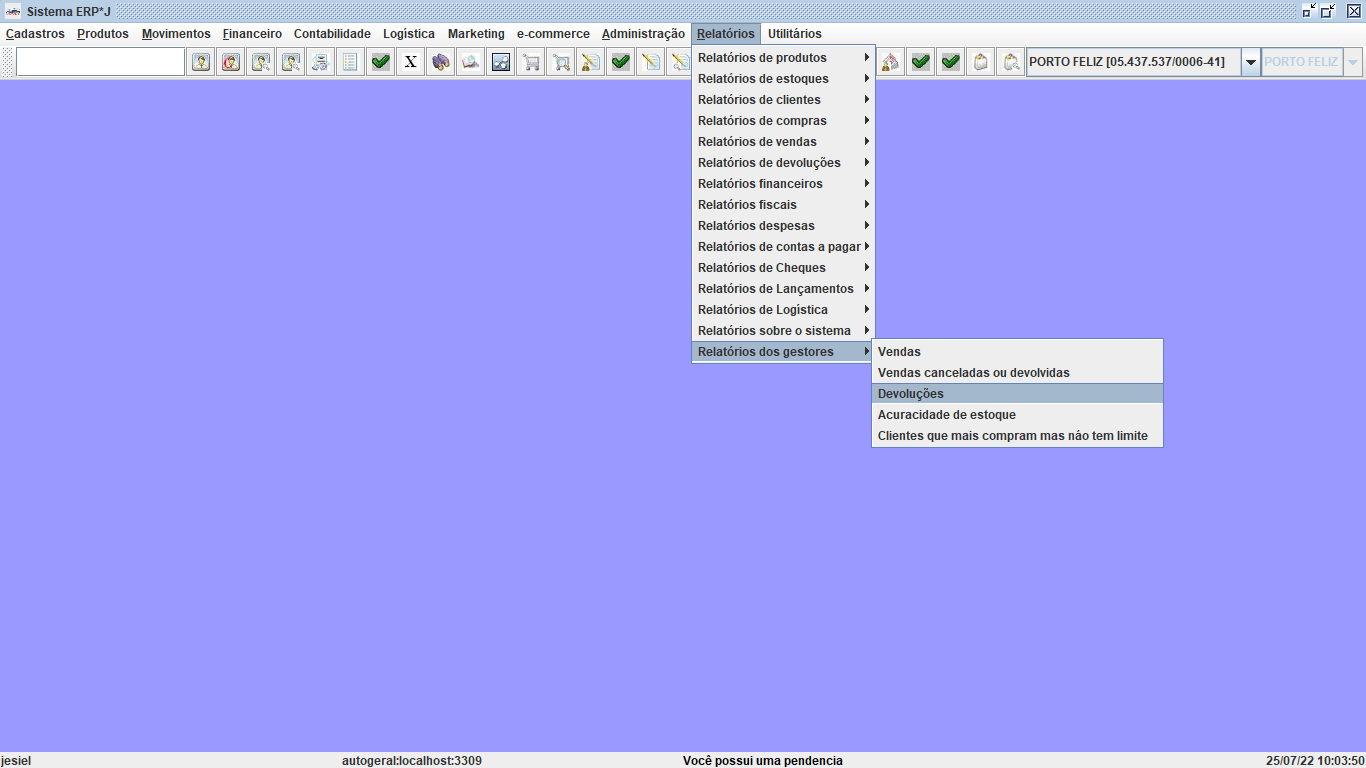 Sistema ERP*J
Cadastros Produtos Movimentos Financeiro Contabilidade Logística Marketing e-commerce Administração Relatórios Utilitários
X PORTO FELIZ [05.437.537/0006-41] PORTO FELIZ
Relatórios de produtos
Relatórios de estoques
Relatórios de clientes
Relatórios de compras
Relatórios de vendas
Relatórios de devoluções
Relatórios financeiros
Relatórios fiscais
Relatórios despesas
Relatórios de contas a pagar
Relatórios de Cheques
Relatórios de Lançamentos
Relatórios de Logística
Relatórios sobre o sistema
Relatórios dos gestores
Vendas
Vendas canceladas ou devolvidas
Devoluções
Acuracidade de estoque
Clientes que mais compram mas não tem limite
jesiel autogeral:localhost:3309 Você possui uma pendencia 25/07/22 10:03:50